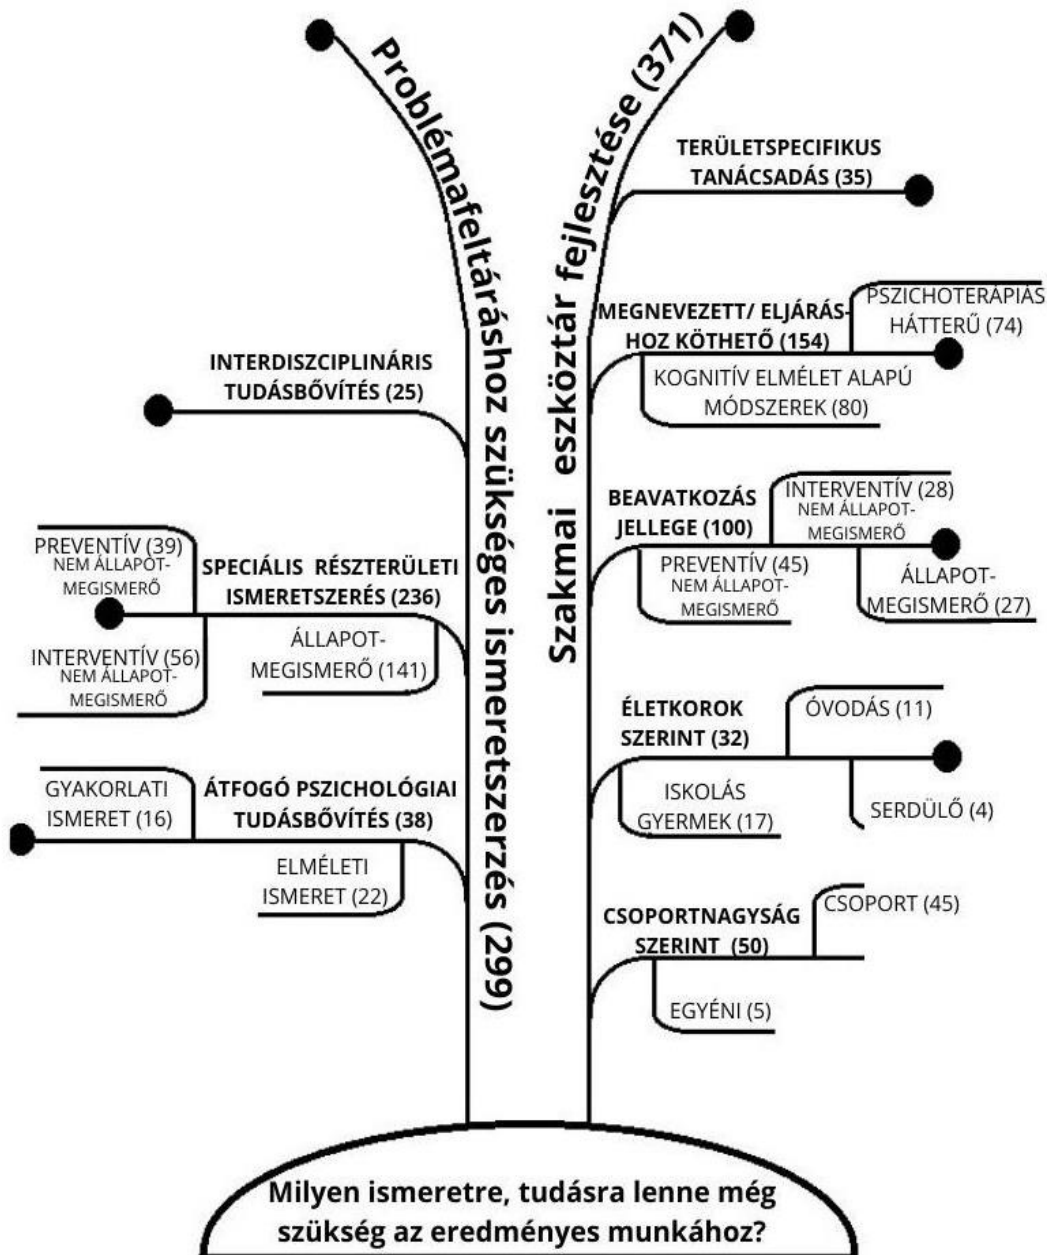 Problémafeltáráshoz szükséges ismeretszerzés (299)
INTERDISZCIPLINÁRIS
TUDÁSBŐVÍTÉS (25)
PREVENTÍV (39)
NEM ÁLLAPOT-
MEGISMERŐ
SPECIÁLIS RÉSZTERÜLETI
ISMERETSZERÉS (236)
INTERVENTÍV (56)
NEM ÁLLAPOT-
MEGISMERŐ
ÁLLAPOT-
MEGISMERŐ (141)
GYAKORLATI
ISMERET (16)
ÁTFOGÓ PSZICHOLÓGIAI
TUDÁSBŐVÍTÉS (38)
ELMÉLETI
ISMERET (22)
Szakmai eszköztár fejlesztése (371)
TERÜLETSPECIFIKUS
TANÁCSADÁS (35)
MEGNEVEZETT/ ELJÁRÁS-
HOZ KÖTHETŐ (154)
PSZICHOTERÁPIÁS
HÁTTERŰ (74)
KOGNITÍV ELMÉLET ALAPÚ
MÓDSZEREK (80)
BEAVATKOZÁS
JELLEGE (100)
INTERVENTÍV (28)
NEM ÁLLAPOT-
MEGISMERŐ
PREVENTÍV (45)
NEM ÁLLAPOT-
MEGISMERŐ
ÁLLAPOT-
MEGISMERŐ (27)
ÉLETKOROK
SZERINT (32)
ÓVODÁS (11)
ISKOLÁS
GYERMEK (17)
SERDÜLŐ (4)
CSOPORTNAGYSÁG
SZERINT (50)
CSOPORT (45)
EGYÉNI (5)
Milyen ismeretre, tudásra lenne még
szükség az eredményes munkához?